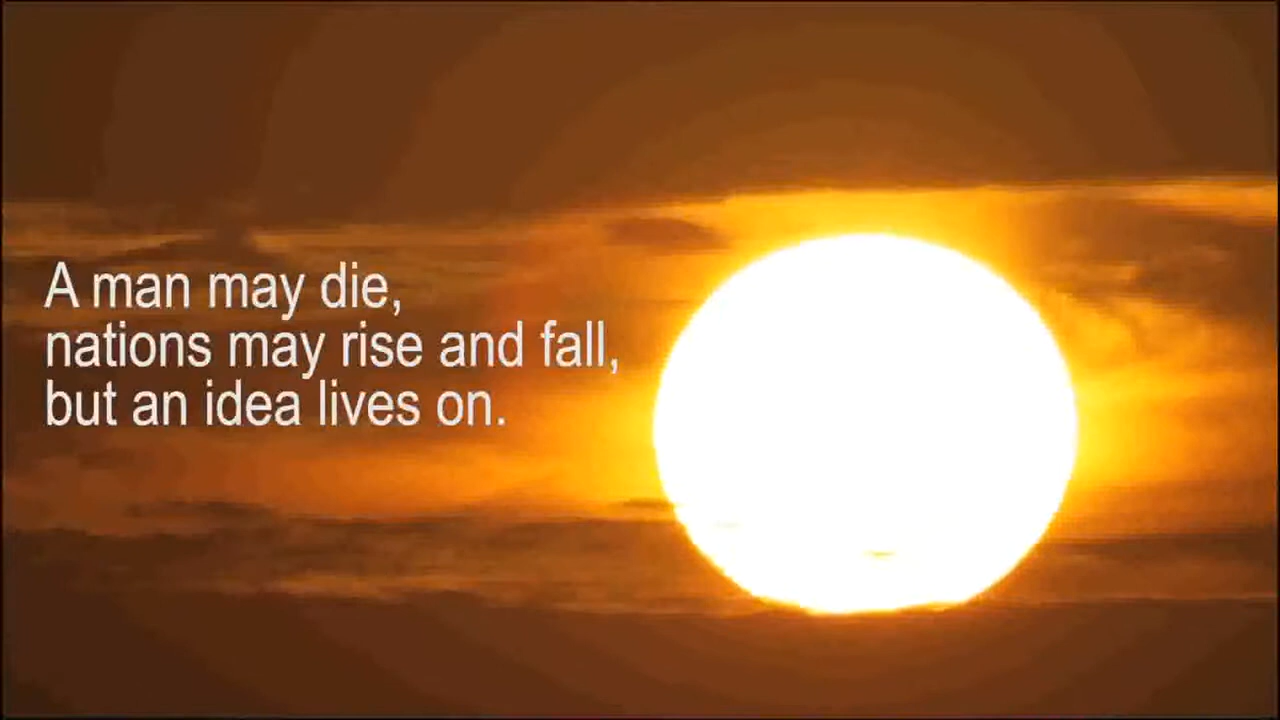 A man may die,
nations may rise and fall,
but an idea lives on.